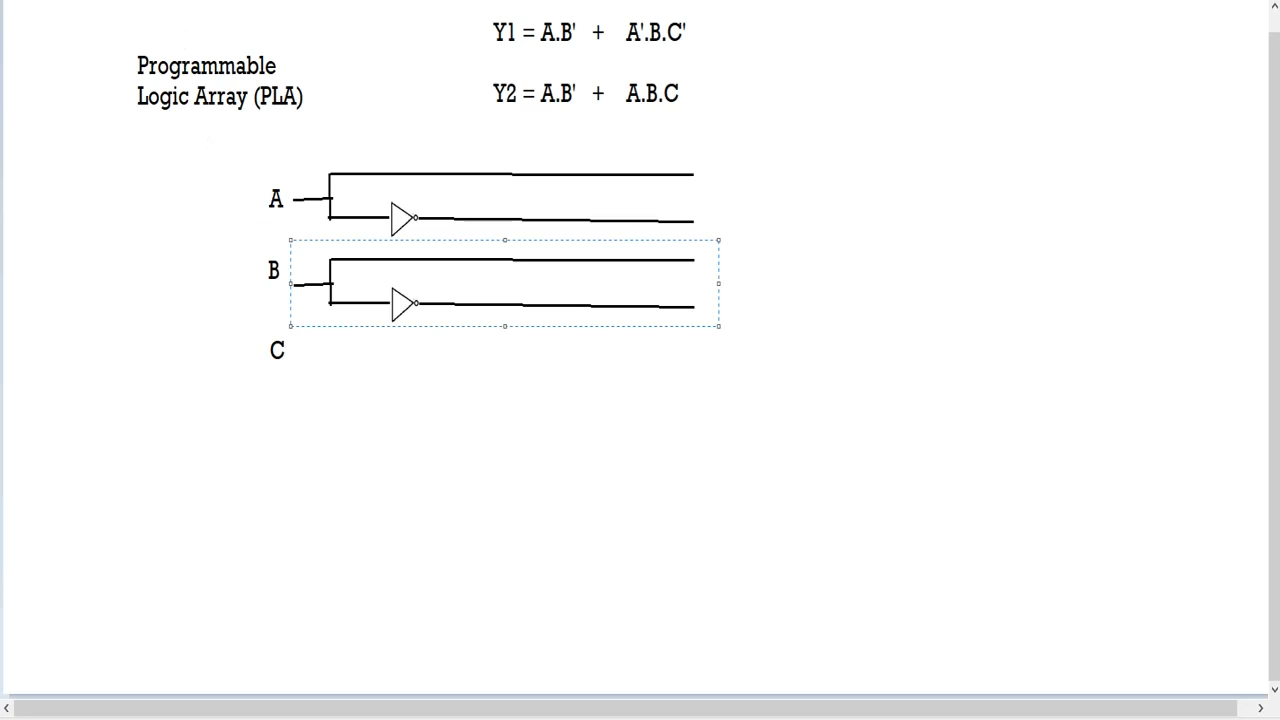 Y1 = A.B' + A'.B.C'
Programmable
Logic Array (PLA)
Y2 = A.B' + A.B.C
A
B
C